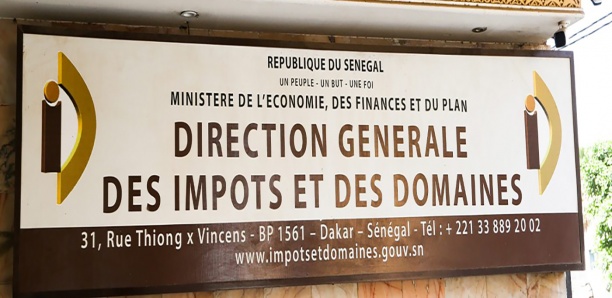 REPUBLIQUE DU SENEGAL
UN PEUPLE - UN BUT - UNE FOI
MINISTERE DE L'ECONOMIE, DES FINANCES ET DU PLAN
DIRECTION GENERALE
DES IMPOTS ET DES DOMAINES
31, Rue Thiong x Vincens - BP 1561 – Dakar – Sénégal - Tél : + 221 33 889 20 02
www.impotsetdomaines.gouv.sn